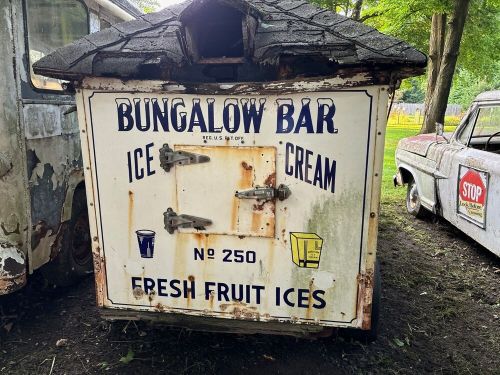 BUNGALOW BAR
REG. U.S. PAT. OFF.
ICE CREAM
Nº 250
FRESH FRUIT ICES
STOP